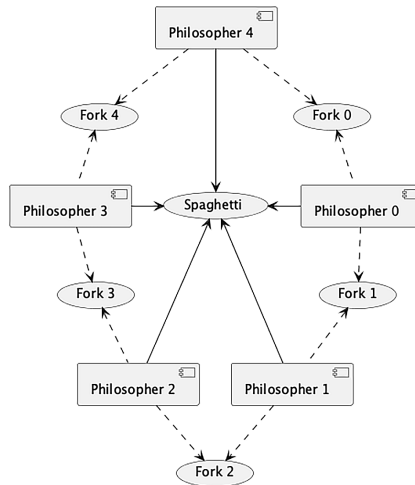 Philosopher 4
Fork 4
Fork 0
Philosopher 3
Spaghetti
Philosopher 0
Fork 3
Fork 1
Philosopher 2
Philosopher 1
Fork 2